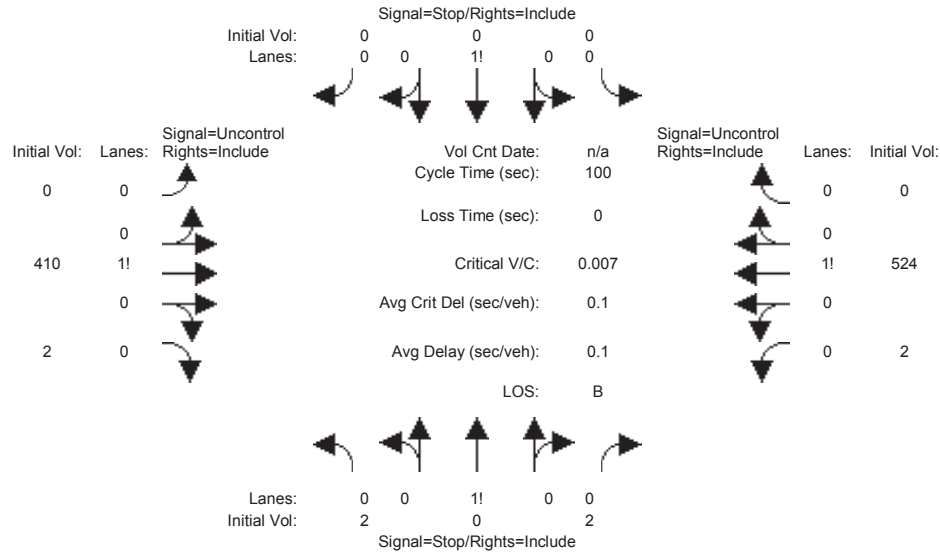 Signal=Stop/Rights=Include
Initial Vol: 0 0 0
Lanes: 0 0 1! 0 0
Signal=Uncontrol
Initial Vol: Lanes: Rights=Include
0 0
0
410 1!
0
2 0
Vol Cnt Date: n/a
Cycle Time (sec): 100
Loss Time (sec): 0
Critical V/C: 0.007
Avg Crit Del (sec/veh): 0.1
Avg Delay (sec/veh): 0.1
LOS: B
Signal=Uncontrol
Rights=Include Lanes: Initial Vol:
0 0
0
1! 524
0
0 2
Lanes: 0 0 1! 0 0
Initial Vol: 2 0 2
Signal=Stop/Rights=Include